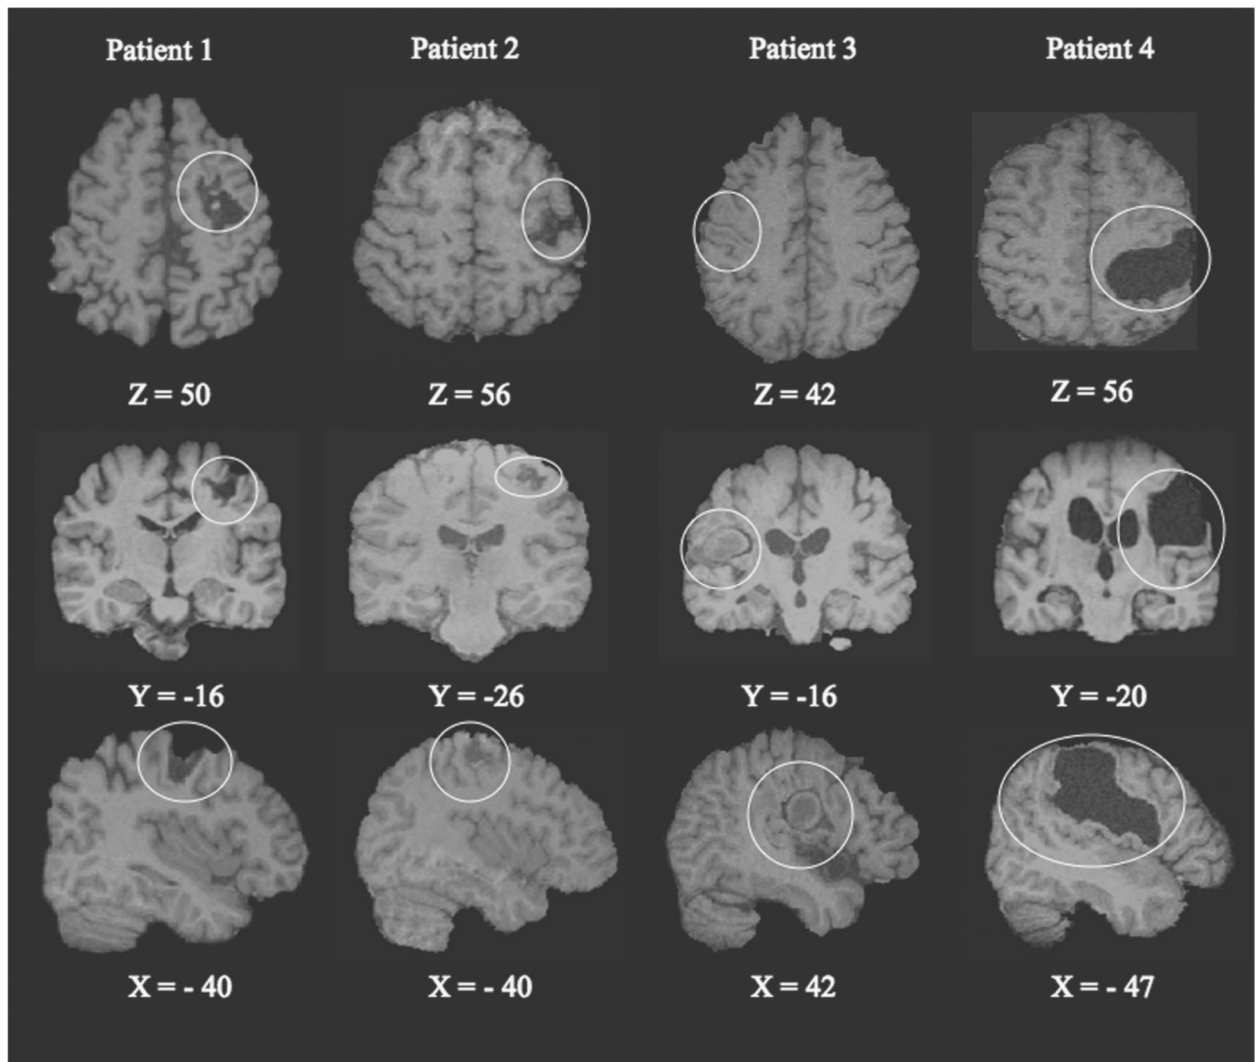 Patient 1 Patient 2 Patient 3 Patient 4
Z = 50 Z = 56 Z = 42 Z = 56
Y = -16 Y = -26 Y = -16 Y = -20
X = - 40 X = - 40 X = 42 X = - 47